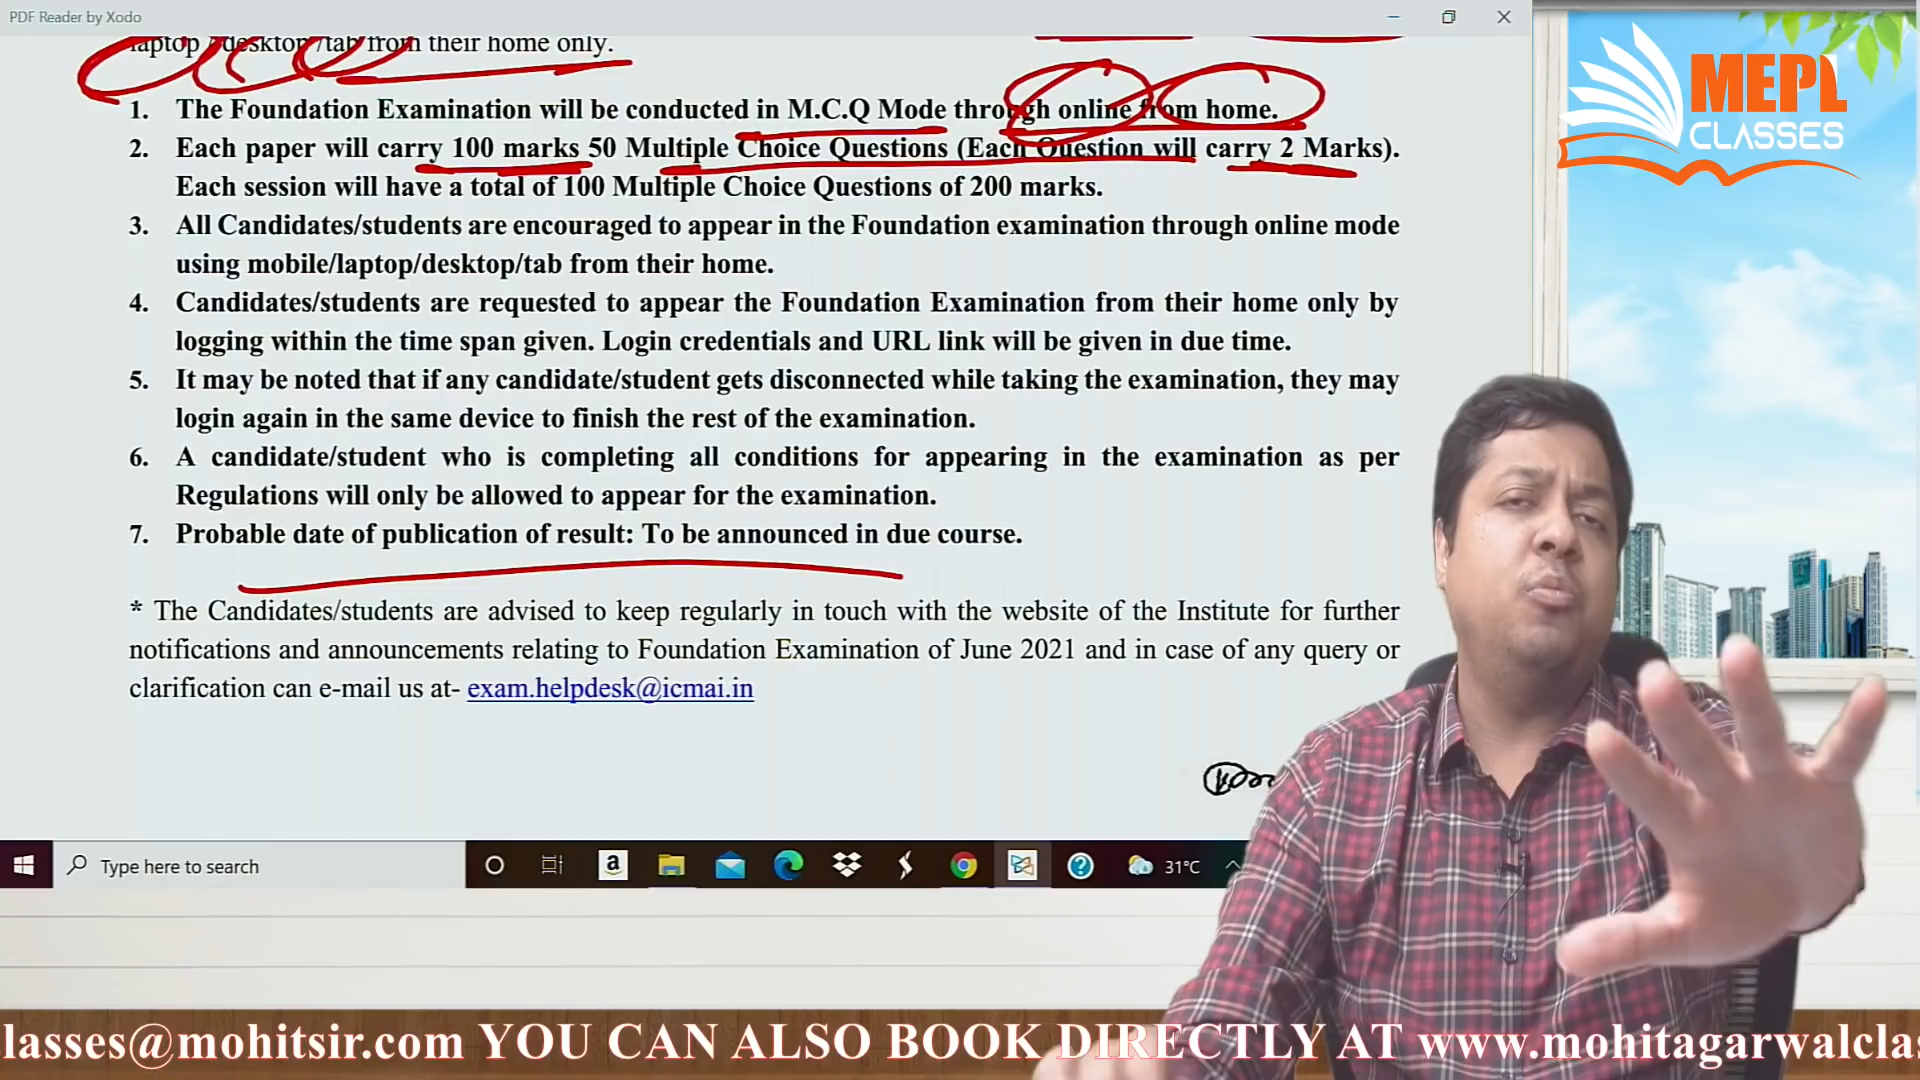 PDF Reader by Xodo
laptop /desktop /tab from their home only.
1. The Foundation Examination will be conducted in M.C.Q Mode through online from home.
2. Each paper will carry 100 marks 50 Multiple Choice Questions (Each Question will carry 2 Marks).
Each session will have a total of 100 Multiple Choice Questions of 200 marks.
3. All Candidates/students are encouraged to appear in the Foundation examination through online mode
using mobile/laptop/desktop/tab from their home.
4. Candidates/students are requested to appear the Foundation Examination from their home only by
logging within the time span given. Login credentials and URL link will be given in due time.
5. It may be noted that if any candidate/student gets disconnected while taking the examination, they may
login again in the same device to finish the rest of the examination.
6. A candidate/student who is completing all conditions for appearing in the examination as per
Regulations will only be allowed to appear for the examination.
7. Probable date of publication of result: To be announced in due course.
* The Candidates/students are advised to keep regularly in touch with the website of the Institute for further
notifications and announcements relating to Foundation Examination of June 2021 and in case of any query or
clarification can e-mail us at- exam.helpdesk@icmai.in
MEPL
CLASSES
Type here to search
31°C
lasses@mohitsir.com YOU CAN ALSO BOOK DIRECTLY AT www.mohitagarwalclas